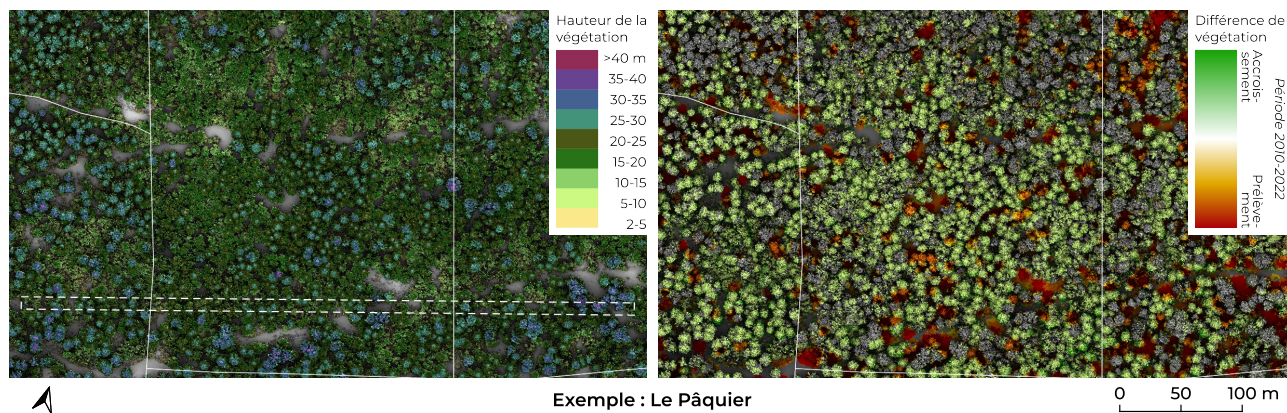 Hauteur de la
végétation
>40 m
35-40
30-35
25-30
20-25
15-20
10-15
5-10
2-5
Différence de
végétation
Accrois-
sement
Prélève-
ment
Période 2010-2022
Exemple : Le Pâquier
0 50 100 m